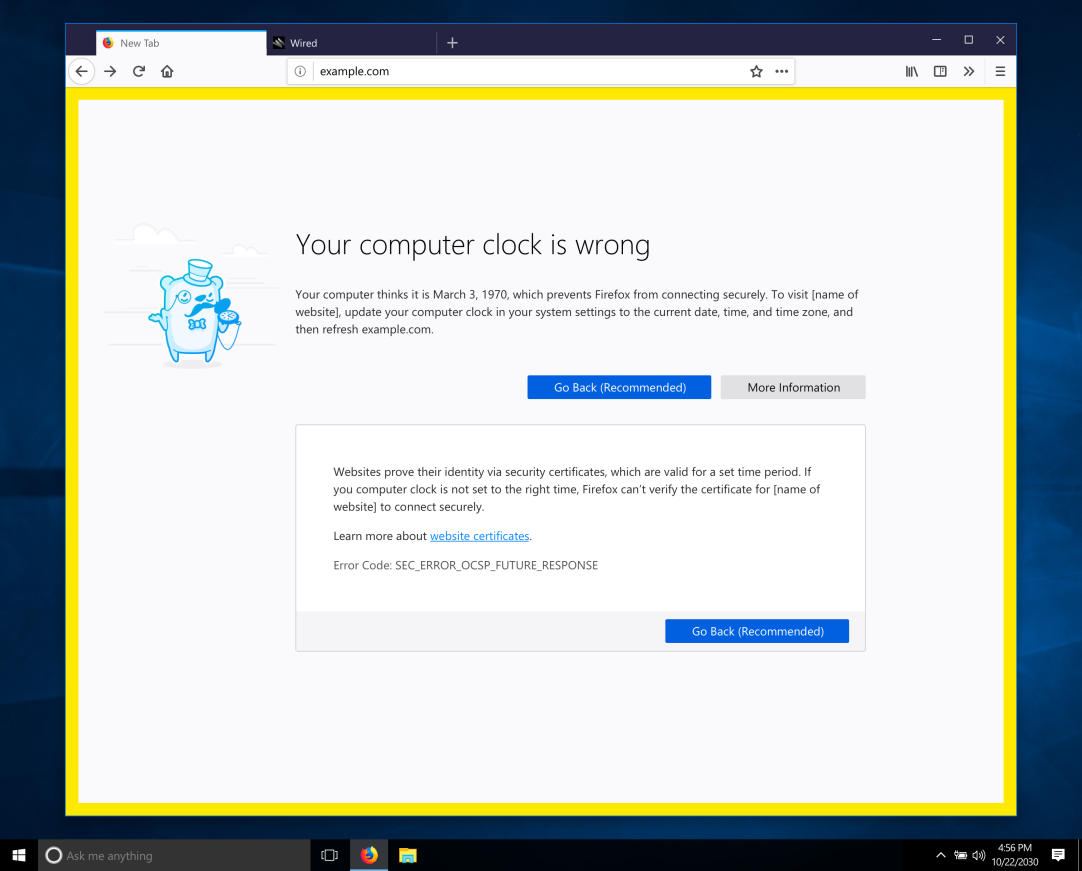 New Tab
Wired
example.com
Your computer clock is wrong
Your computer thinks it is March 3, 1970, which prevents Firefox from connecting securely. To visit [name of
website], update your computer clock in your system settings to the current date, time, and time zone, and
then refresh example.com.
Go Back (Recommended)
More Information
Websites prove their identity via security certificates, which are valid for a set time period. If
you computer clock is not set to the right time, Firefox can’t verify the certificate for [name of
website] to connect securely.
Learn more about website certificates.
Error Code: SEC_ERROR_OCSP_FUTURE_RESPONSE
Go Back (Recommended)
Ask me anything
4:56 PM
10/22/2030